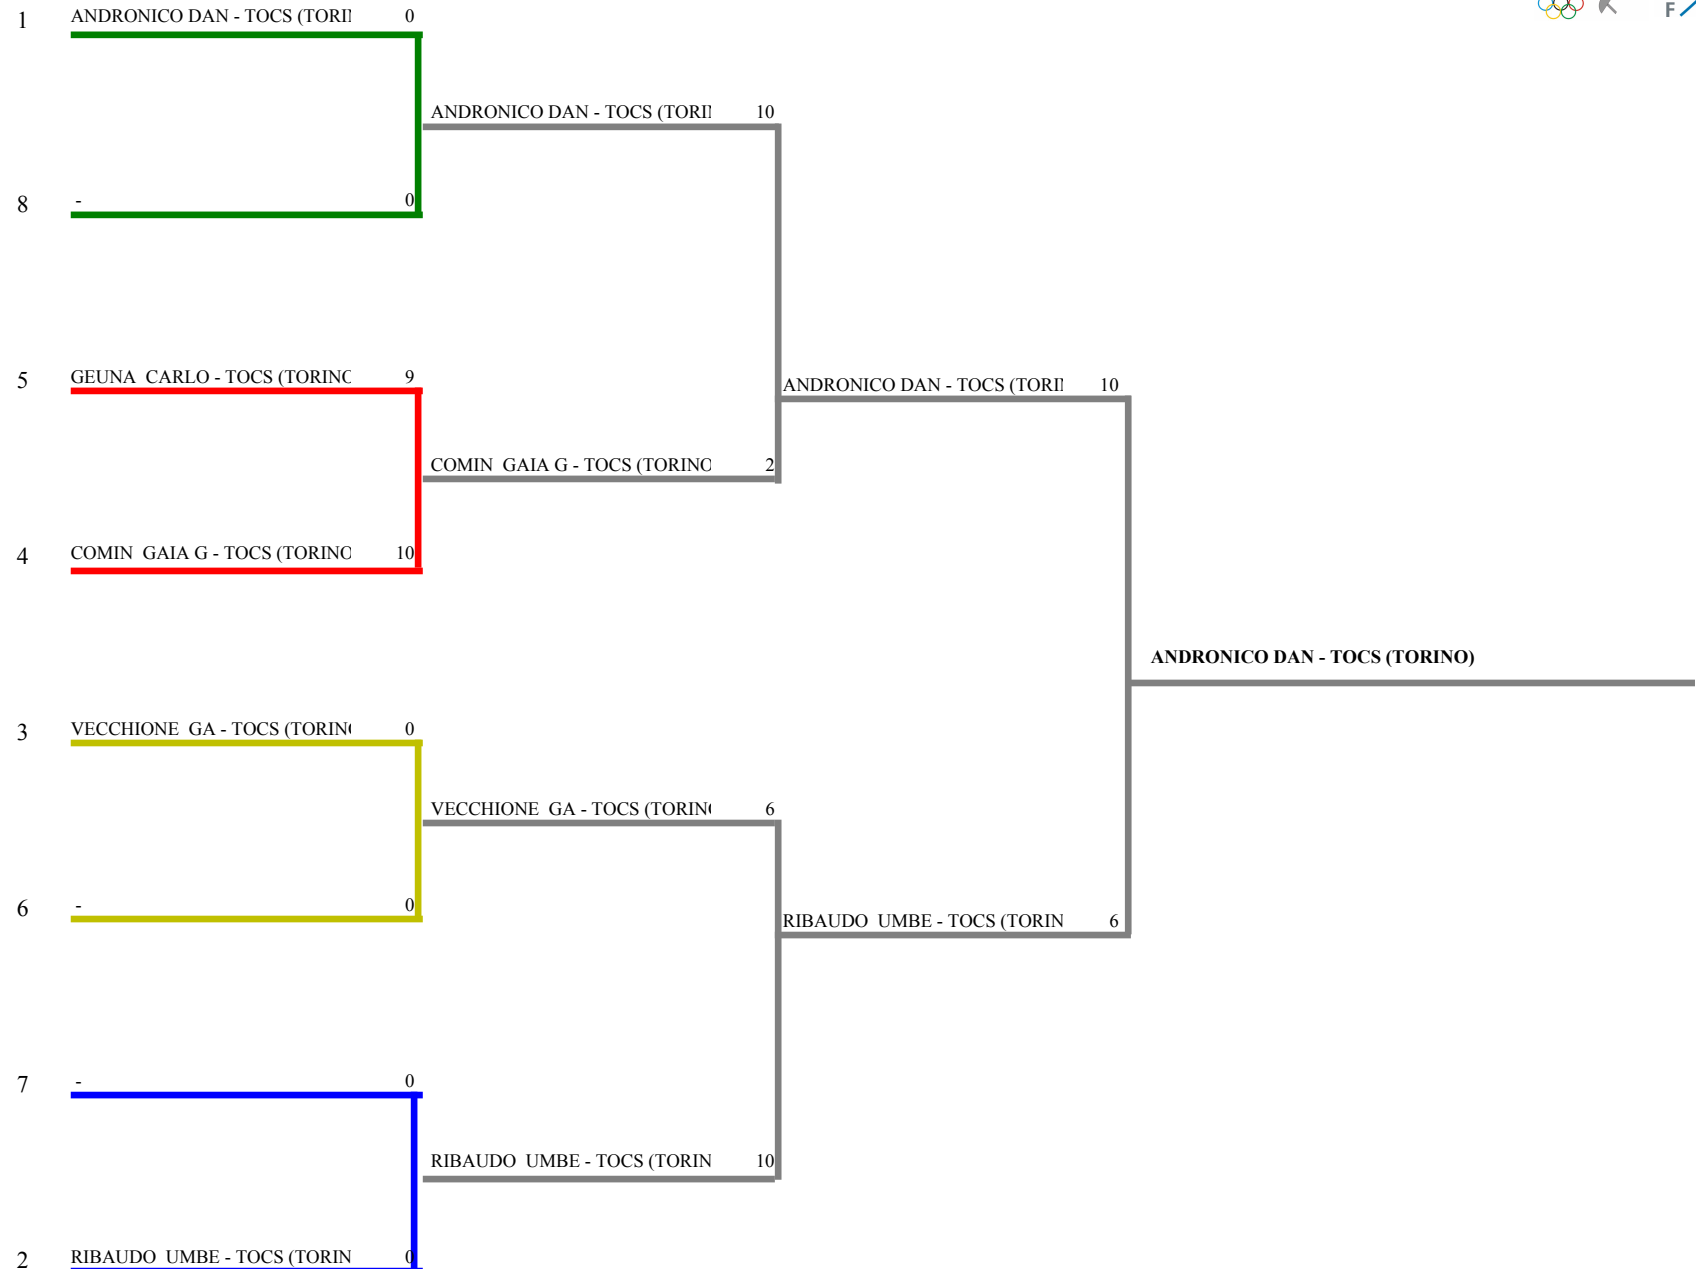 1 ANDRONICO DAN - TOCS (TORI 0
F
ANDRONICO DAN - TOCS (TORI 10
8 - 0
5 GEUNA CARLO - TOCS (TORINO 9
ANDRONICO DAN - TOCS (TORI 10
COMIN GAIA G - TOCS (TORINO 2
4 COMIN GAIA G - TOCS (TORINO 10
ANDRONICO DAN - TOCS (TORINO)
3 VECCHIONE GA - TOCS (TORIN 0
VECCHIONE GA - TOCS (TORIN 6
6 - 0
RIBAUDO UMBE - TOCS (TORIN 6
7 - 0
RIBAUDO UMBE - TOCS (TORIN 10
2 RIBAUDO UMBE - TOCS (TORIN 0